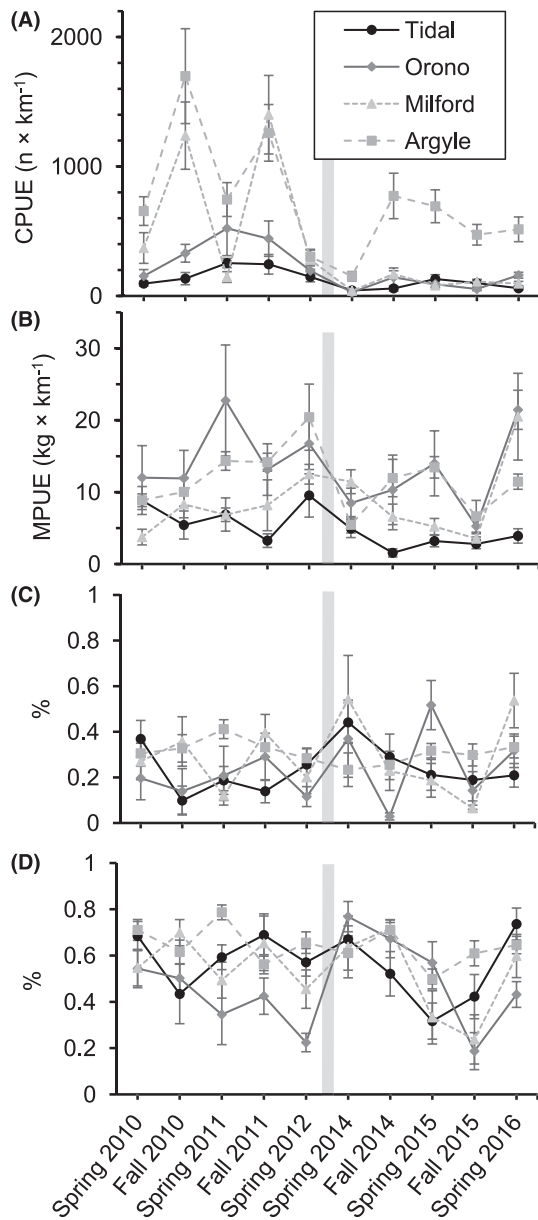 (A)
CPUE (n × km⁻¹)
2000
1000
0
Tidal
Orono
Milford
Argyle
(B)
MPUE (kg × km⁻¹)
30
20
10
0
(C)
%
1
0.8
0.6
0.4
0.2
0
(D)
%
1
0.8
0.6
0.4
0.2
0
Spring 2010
Fall 2010
Spring 2011
Fall 2011
Spring 2012
Spring 2014
Fall 2014
Spring 2015
Fall 2015
Spring 2016